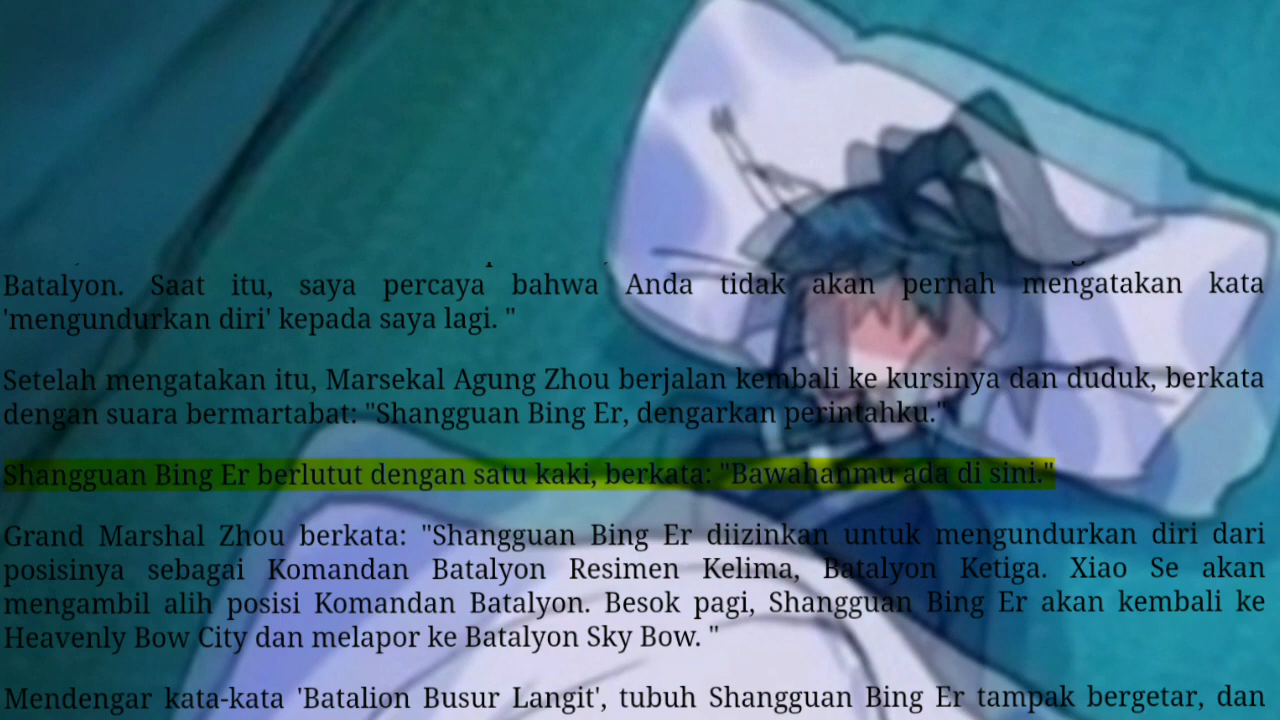 Batalyon. Saat itu, saya percaya bahwa Anda tidak akan pernah mengatakan kata
'mengundurkan diri' kepada saya lagi. "
Setelah mengatakan itu, Marsekal Agung Zhou berjalan kembali ke kursinya dan duduk, berkata
dengan suara bermartabat: "Shangguan Bing Er, dengarkan perintahku."
Shangguan Bing Er berlutut dengan satu kaki, berkata: "Bawahanmu ada di sini."
Grand Marshal Zhou berkata: "Shangguan Bing Er diizinkan untuk mengundurkan diri dari
posisinya sebagai Komandan Batalyon Resimen Kelima, Batalyon Ketiga. Xiao Se akan
mengambil alih posisi Komandan Batalyon. Besok pagi, Shangguan Bing Er akan kembali ke
Heavenly Bow City dan melapor ke Batalyon Sky Bow. "
Mendengar kata-kata 'Batalion Busur Langit', tubuh Shangguan Bing Er tampak bergetar, dan